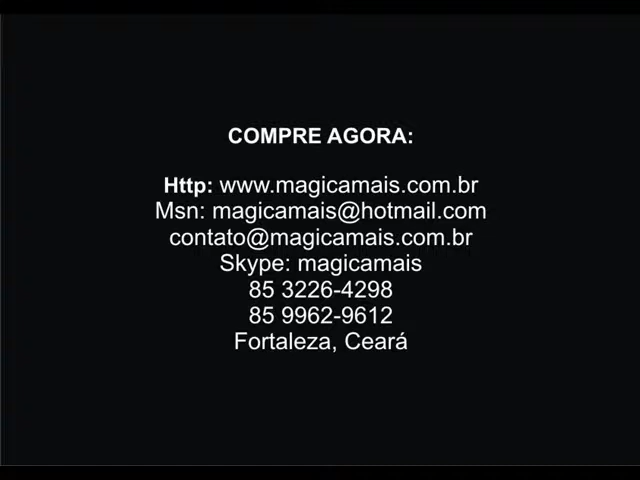 COMPRE AGORA:
Http: www.magicamais.com.br
Msn: magicamais@hotmail.com
contato@magicamais.com.br
Skype: magicamais
85 3226-4298
85 9962-9612
Fortaleza, Ceará